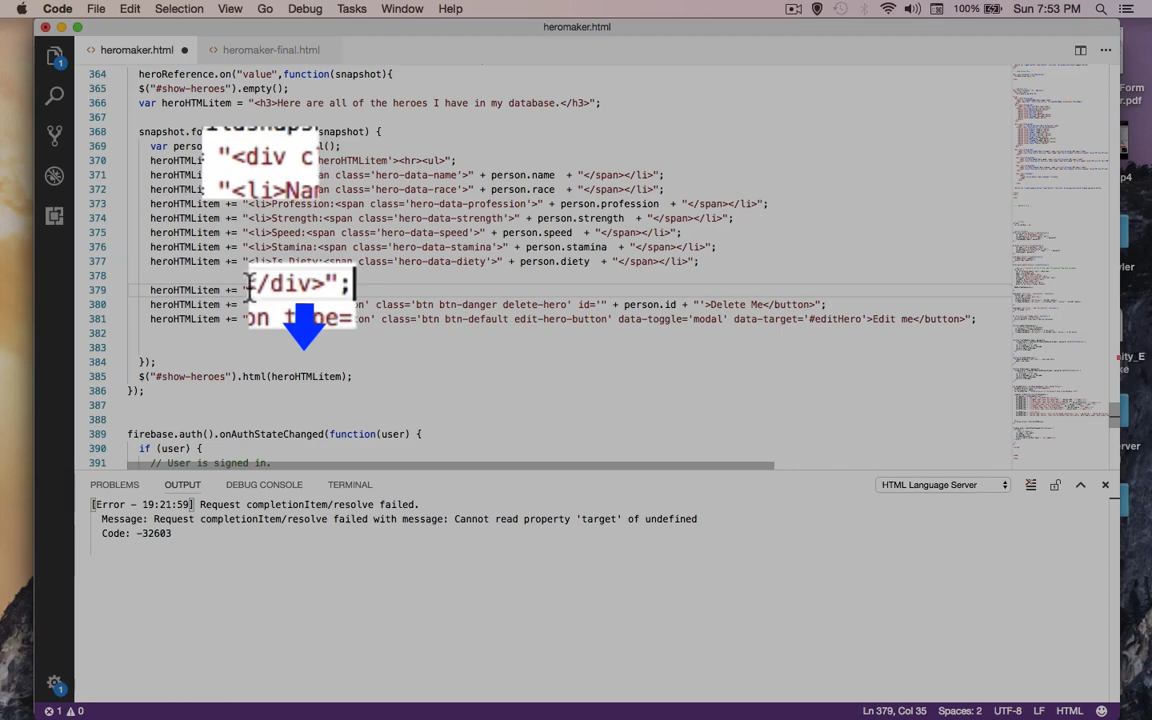 Code File Edit Selection View Go Debug Tasks Window Help 100% Sun 7:53 PM
heromaker.html
heromaker.html heromaker-final.html
364 heroReference.on("value",function(snapshot){
365 $("#show-heroes").empty();
366 var heroHTMLitem = "<h3>Here are all of the heroes I have in my database.</h3>";
367
368 snapshot.fo snapshot) {
369 var perso l();
"<div c
370 heroHTMLi heroHTMLitem'><hr><ul>";
371 heroHTMLi class='hero-data-name'>" + person.name + "</span></li>";
"<li>Na
372 heroHTMLi pan class='hero-data-race'>" + person.race + "</span></li>";
373 heroHTMLitem += "<li>Profession:<span class='hero-data-profession'>" + person.profession + "</span></li>";
374 heroHTMLitem += "<li>Strength:<span class='hero-data-strength'>" + person.strength + "</span></li>";
375 heroHTMLitem += "<li>Speed:<span class='hero-data-speed'>" + person.speed + "</span></li>";
376 heroHTMLitem += "<li>Stamina:<span class='hero-data-stamina'>" + person.stamina + "</span></li>";
377 heroHTMLitem += "<li>Is Diety:<span class='hero-data-diety'>" + person.diety + "</span></li>";
378
379 heroHTMLitem += /div>";
380 heroHTMLitem += on' class='btn btn-danger delete-hero' id='" + person.id + "'>Delete Me</button>";
381 heroHTMLitem += " ton' class='btn btn-default edit-hero-button' data-toggle='modal' data-target='#editHero'>Edit me</button>";
382
383
384 });
385 $("#show-heroes").html(heroHTMLitem);
386 });
387
388
389 firebase.auth().onAuthStateChanged(function(user) {
390 if (user) {
391 // User is signed in.
PROBLEMS OUTPUT DEBUG CONSOLE TERMINAL HTML Language Server
[Error - 19:21:59] Request completionItem/resolve failed.
Message: Request completionItem/resolve failed with message: Cannot read property 'target' of undefined
Code: -32603
1 0 Ln 379, Col 35 Spaces: 2 UTF-8 LF HTML